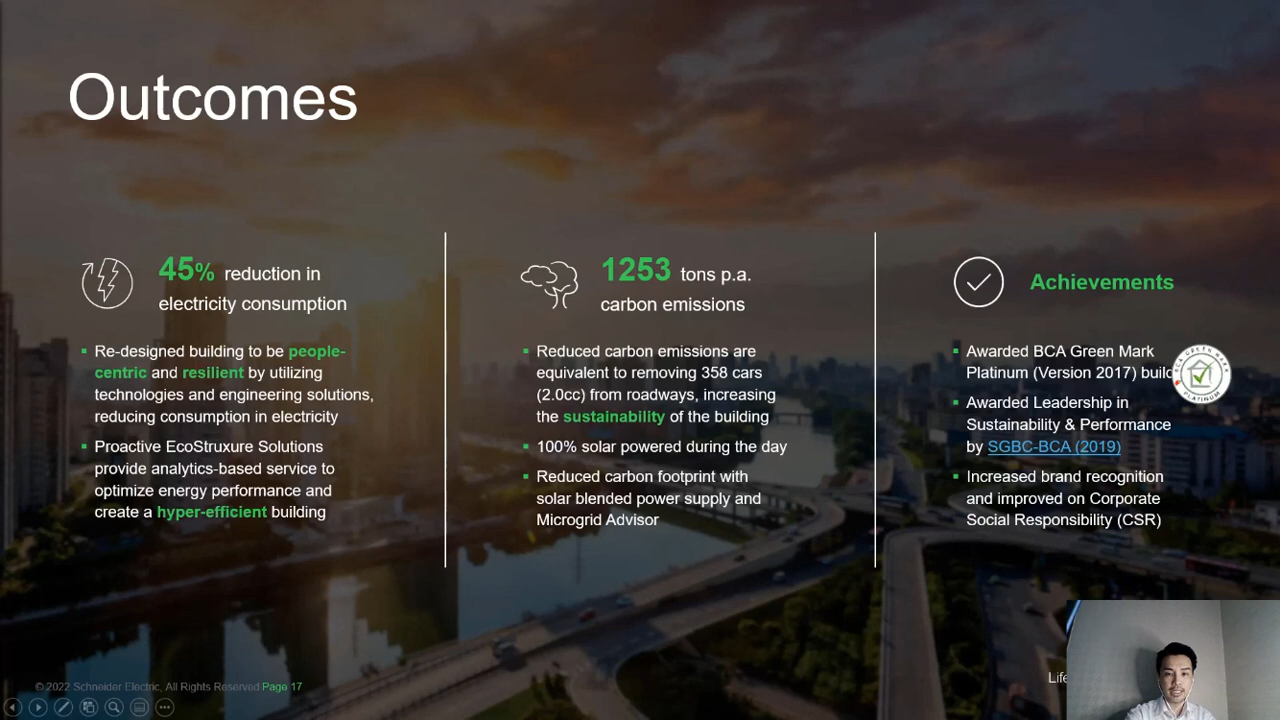 Outcomes
45% reduction in
electricity consumption
Re-designed building to be people-
centric and resilient by utilizing
technologies and engineering solutions,
reducing consumption in electricity
Proactive EcoStruxure Solutions
provide analytics-based service to
optimize energy performance and
create a hyper-efficient building
1253 tons p.a.
carbon emissions
Reduced carbon emissions are
equivalent to removing 358 cars
(2.0cc) from roadways, increasing
the sustainability of the building
100% solar powered during the day
Reduced carbon footprint with
solar blended power supply and
Microgrid Advisor
Achievements
Awarded BCA Green Mark
Platinum (Version 2017)
BCA GREEN MARK
PLATINUM
Awarded Leadership in
Sustainability & Performance
by SGBC-BCA (2019)
Increased brand recognition
and improved on Corporate
Social Responsibility (CSR)
© 2022 Schneider Electric, All Rights Reserved Page 17